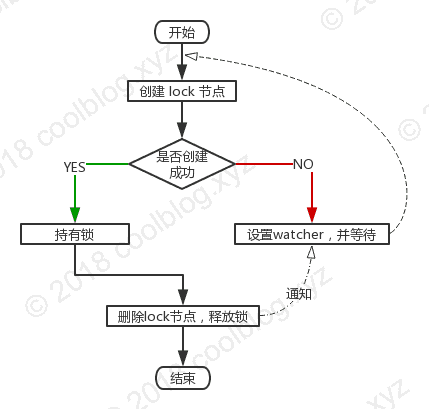 开始
创建 lock 节点
是否创建
成功
YES
NO
持有锁
设置watcher，并等待
通知
删除lock节点，释放锁
结束
© 2018 coolblog.xyz
© 2018 coolblog.xyz
© 2018 coolblog.xyz